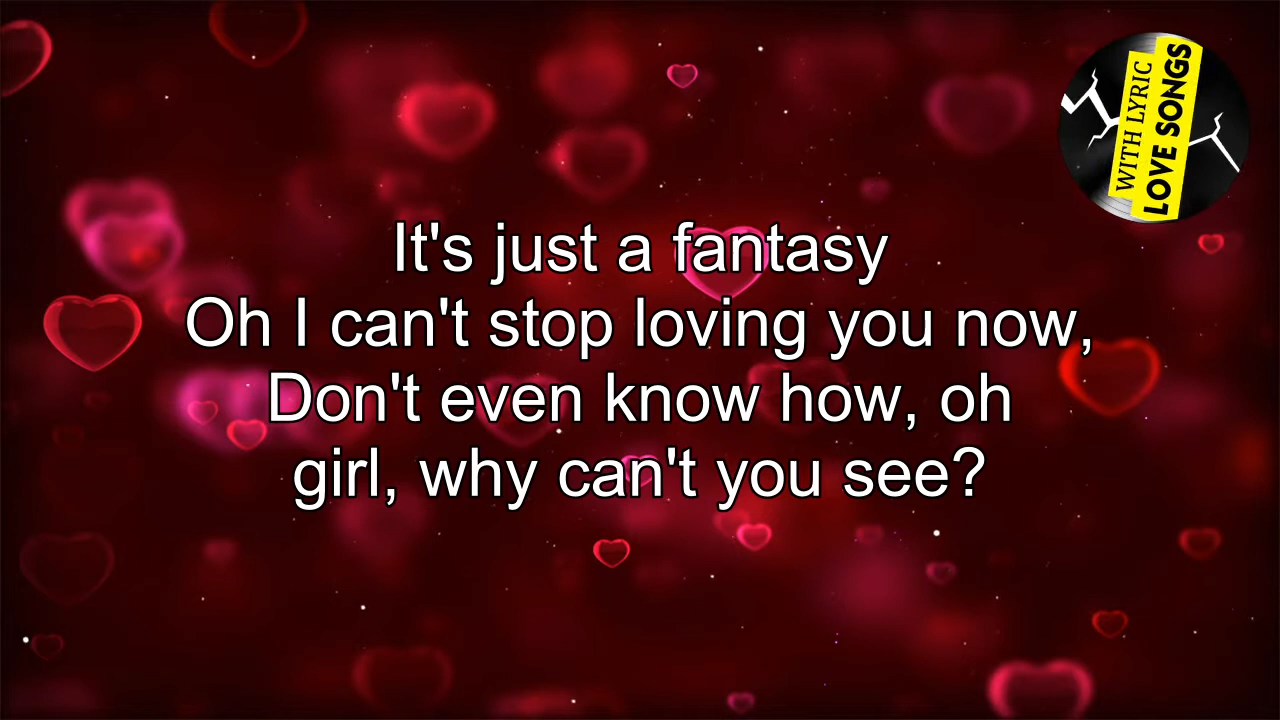 WITH LYRIC
LOVE SONGS
It's just a fantasy
Oh I can't stop loving you now,
Don't even know how, oh
girl, why can't you see?